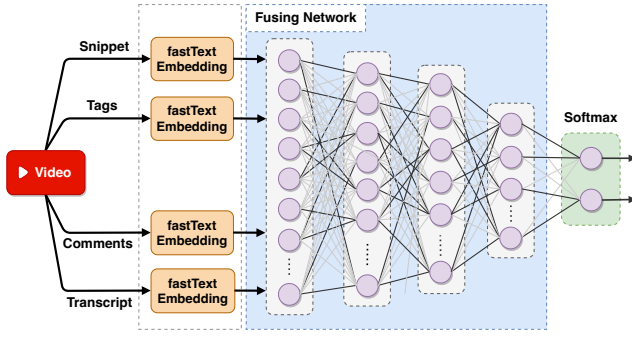 Fusing Network
Snippet
fastText
Embedding
Tags
fastText
Embedding
Softmax
Video
Comments
fastText
Embedding
Transcript
fastText
Embedding